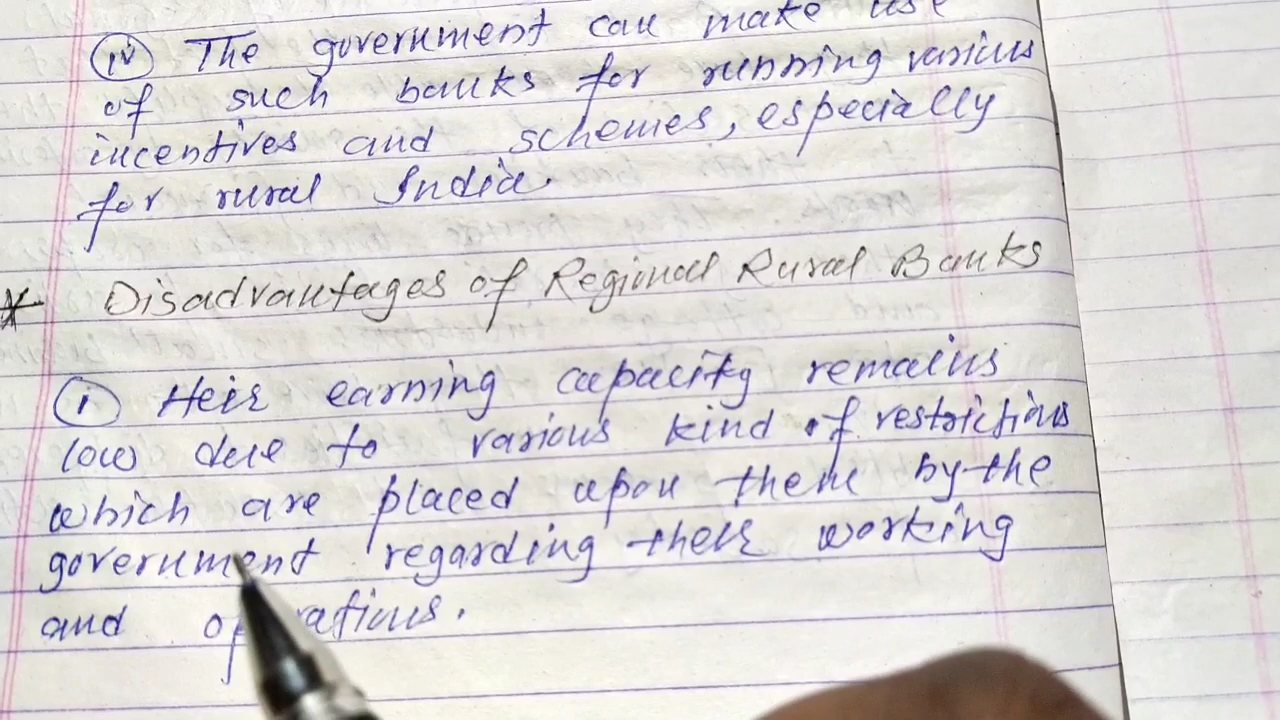 (iv) The government can make use
of such banks for running various
incentives and schemes, especially
for rural India.
* Disadvantages of Regional Rural Banks
(i) Heir earning capacity remains
low due to various kind of restrictions
which are placed upon them by the
government regarding their working
and operations.